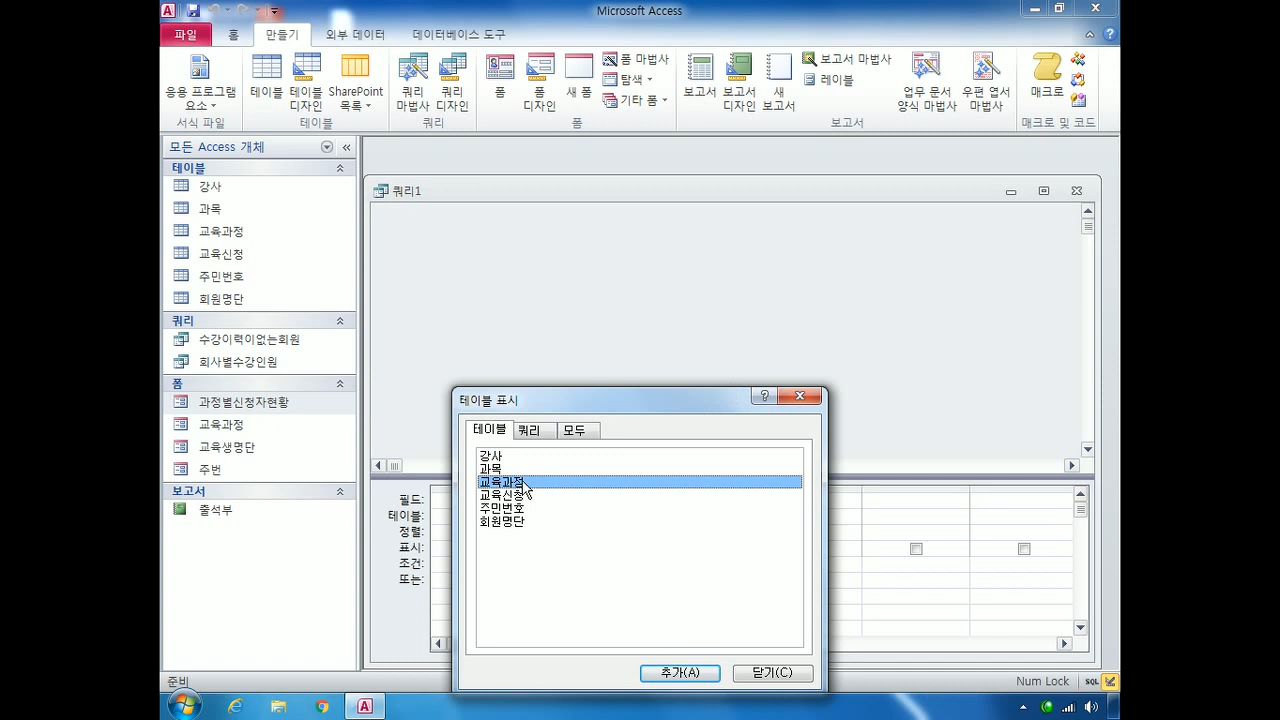 Microsoft Access
파일 홈 만들기 외부 데이터 데이터베이스 도구
응용 프로그램 요소
테이블
테이블 디자인
SharePoint 목록
쿼리 마법사
쿼리 디자인
폼
폼 디자인
새 폼
폼 마법사
탐색
기타 폼
보고서
보고서 디자인
새 보고서
보고서 마법사
레이블
업무 문서 양식 마법사
우편 엽서 마법사
매크로
서식 파일 테이블 쿼리 폼 보고서 매크로 및 코드
모든 Access 개체
테이블
강사
과목
교육과정
교육신청
주민번호
회원명단
쿼리
수강이력이없는회원
회사별수강인원
폼
과정별신청자현황
교육과정
교육생명단
주번
보고서
출석부
쿼리1
필드:
테이블:
정렬:
표시:
조건:
또는:
테이블 표시
테이블 쿼리 모두
강사
과목
교육과정
교육신청
주민번호
회원명단
추가(A) 닫기(C)
준비
Num Lock
SQL